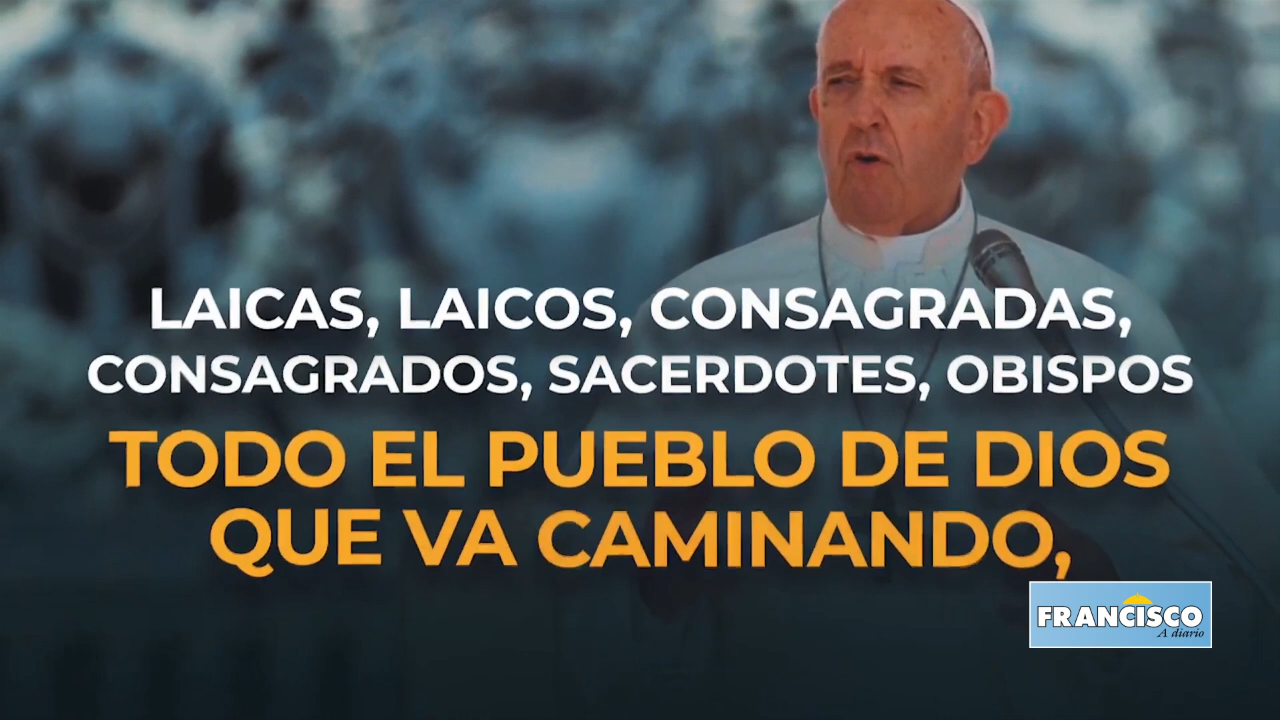 LAICAS, LAICOS, CONSAGRADAS,
CONSAGRADOS, SACERDOTES, OBISPOS
TODO EL PUEBLO DE DIOS
QUE VA CAMINANDO,
FRANCISCO
A diario